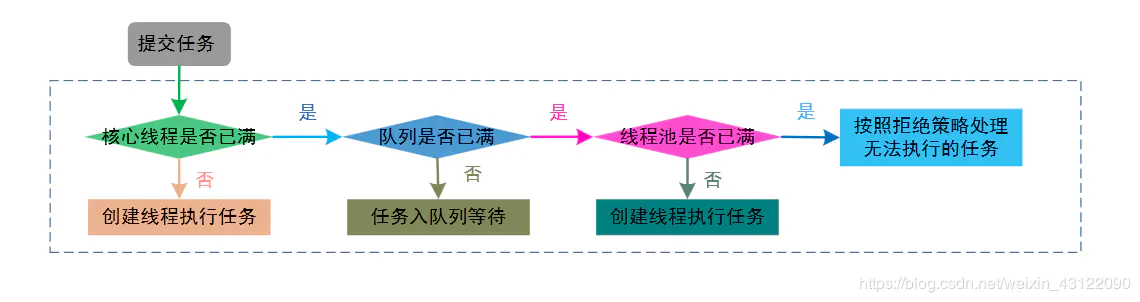 提交任务
核心线程是否已满
是
队列是否已满
是
线程池是否已满
是
按照拒绝策略处理
无法执行的任务
否
否
否
创建线程执行任务
任务入队列等待
创建线程执行任务
https://blog.csdn.net/weixin_43122090